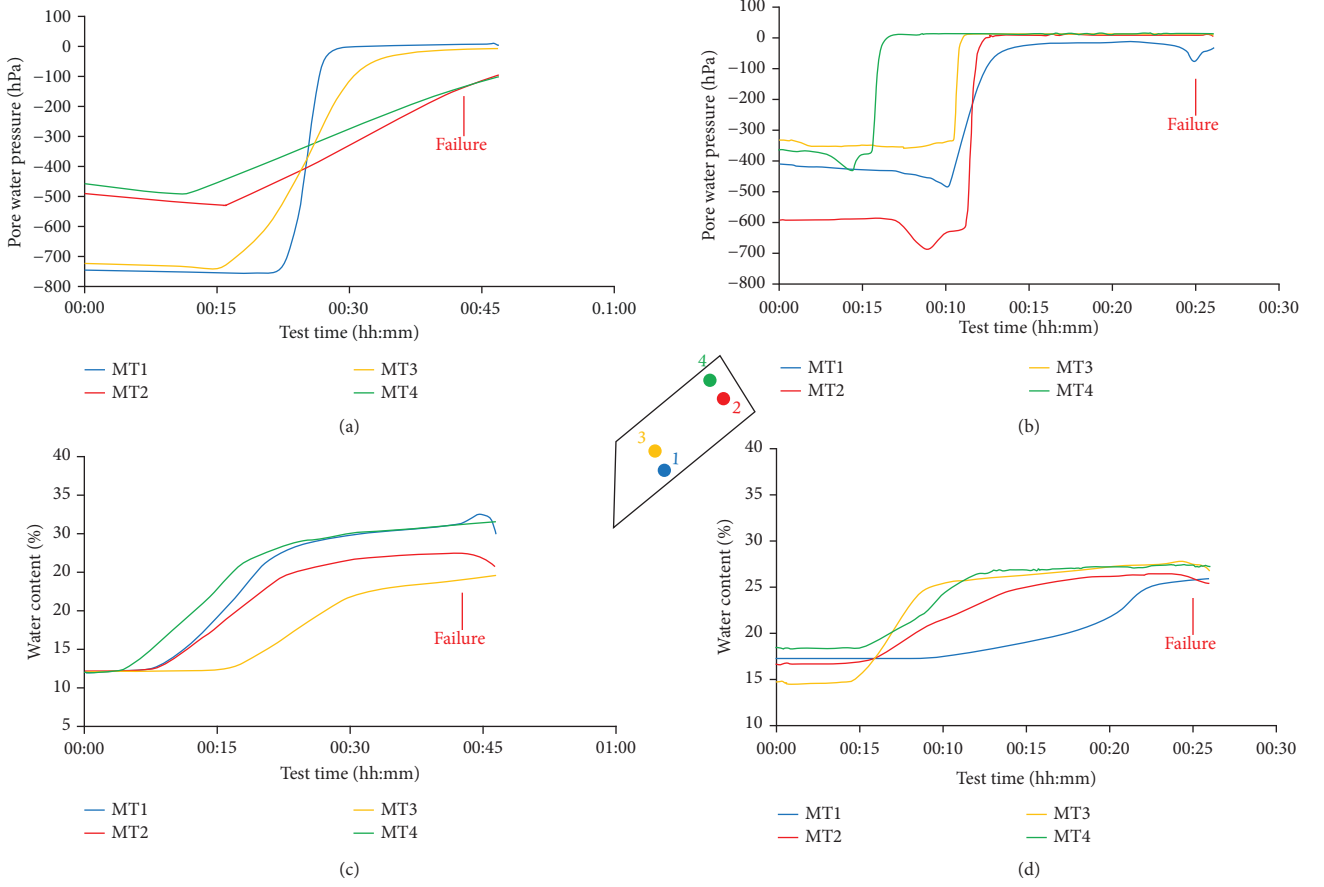 100
0
−100
−200
−300
−400
−500
−600
−700
−800
Pore water pressure (hPa)
Failure
00:00
00:15
00:30
00:45
0.1:00
Test time (hh:mm)
MT1
MT2
MT3
MT4
(a)
100
0
−100
−200
−300
−400
−500
−600
−700
−800
Pore water pressure (hPa)
Failure
00:00
00:15
00:10
00:15
00:20
00:25
00:30
Test time (hh:mm)
MT1
MT2
MT3
MT4
(b)
4
2
3
1
40
35
30
20
20
15
10
5
Water content (%)
Failure
00:00
00:15
00:30
00:45
01:00
Test time (hh:mm)
MT1
MT2
MT3
MT4
(c)
40
35
30
25
20
15
10
Water content (%)
Failure
00:00
00:15
00:10
00:15
00:20
00:25
00:30
Test time (hh:mm)
MT1
MT2
MT3
MT4
(d)